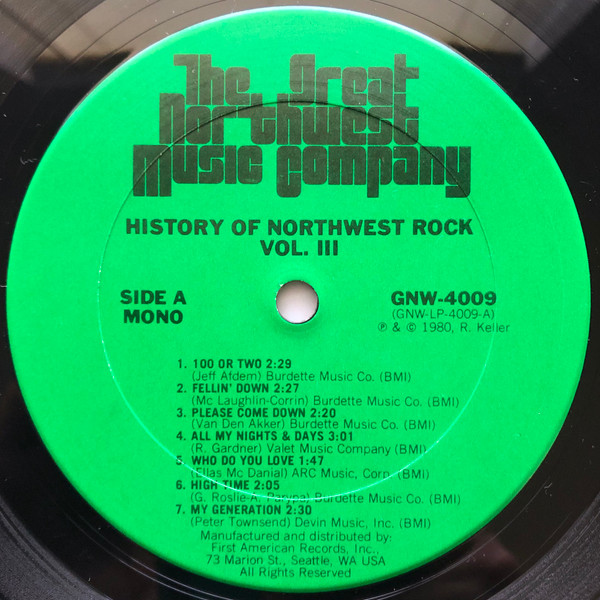 The Great
Northwest
Music Company
HISTORY OF NORTHWEST ROCK
VOL. III
SIDE A
MONO
GNW-4009
(GNW-LP-4009-A)
℗ & © 1980, R. Keller
1. 100 OR TWO 2:29
(Jeff Afdem) Burdette Music Co. (BMI)
2. FELLIN' DOWN 2:27
(Mc Laughlin-Corrin) Burdette Music Co. (BMI)
3. PLEASE COME DOWN 2:20
(Van Den Akker) Burdette Music Co. (BMI)
4. ALL MY NIGHTS & DAYS 3:01
(R. Gardner) Valet Music Company (BMI)
5. WHO DO YOU LOVE 1:47
(Ellas Mc Danial) ARC Music, Corp. (BMI)
6. HIGH TIME 2:05
(G. Roslie-A. Parypa) Burdette Music Co. (BMI)
7. MY GENERATION 2:30
(Peter Townsend) Devin Music, Inc. (BMI)
Manufactured and distributed by:
First American Records, Inc.,
73 Marion St., Seattle, WA USA
All Rights Reserved